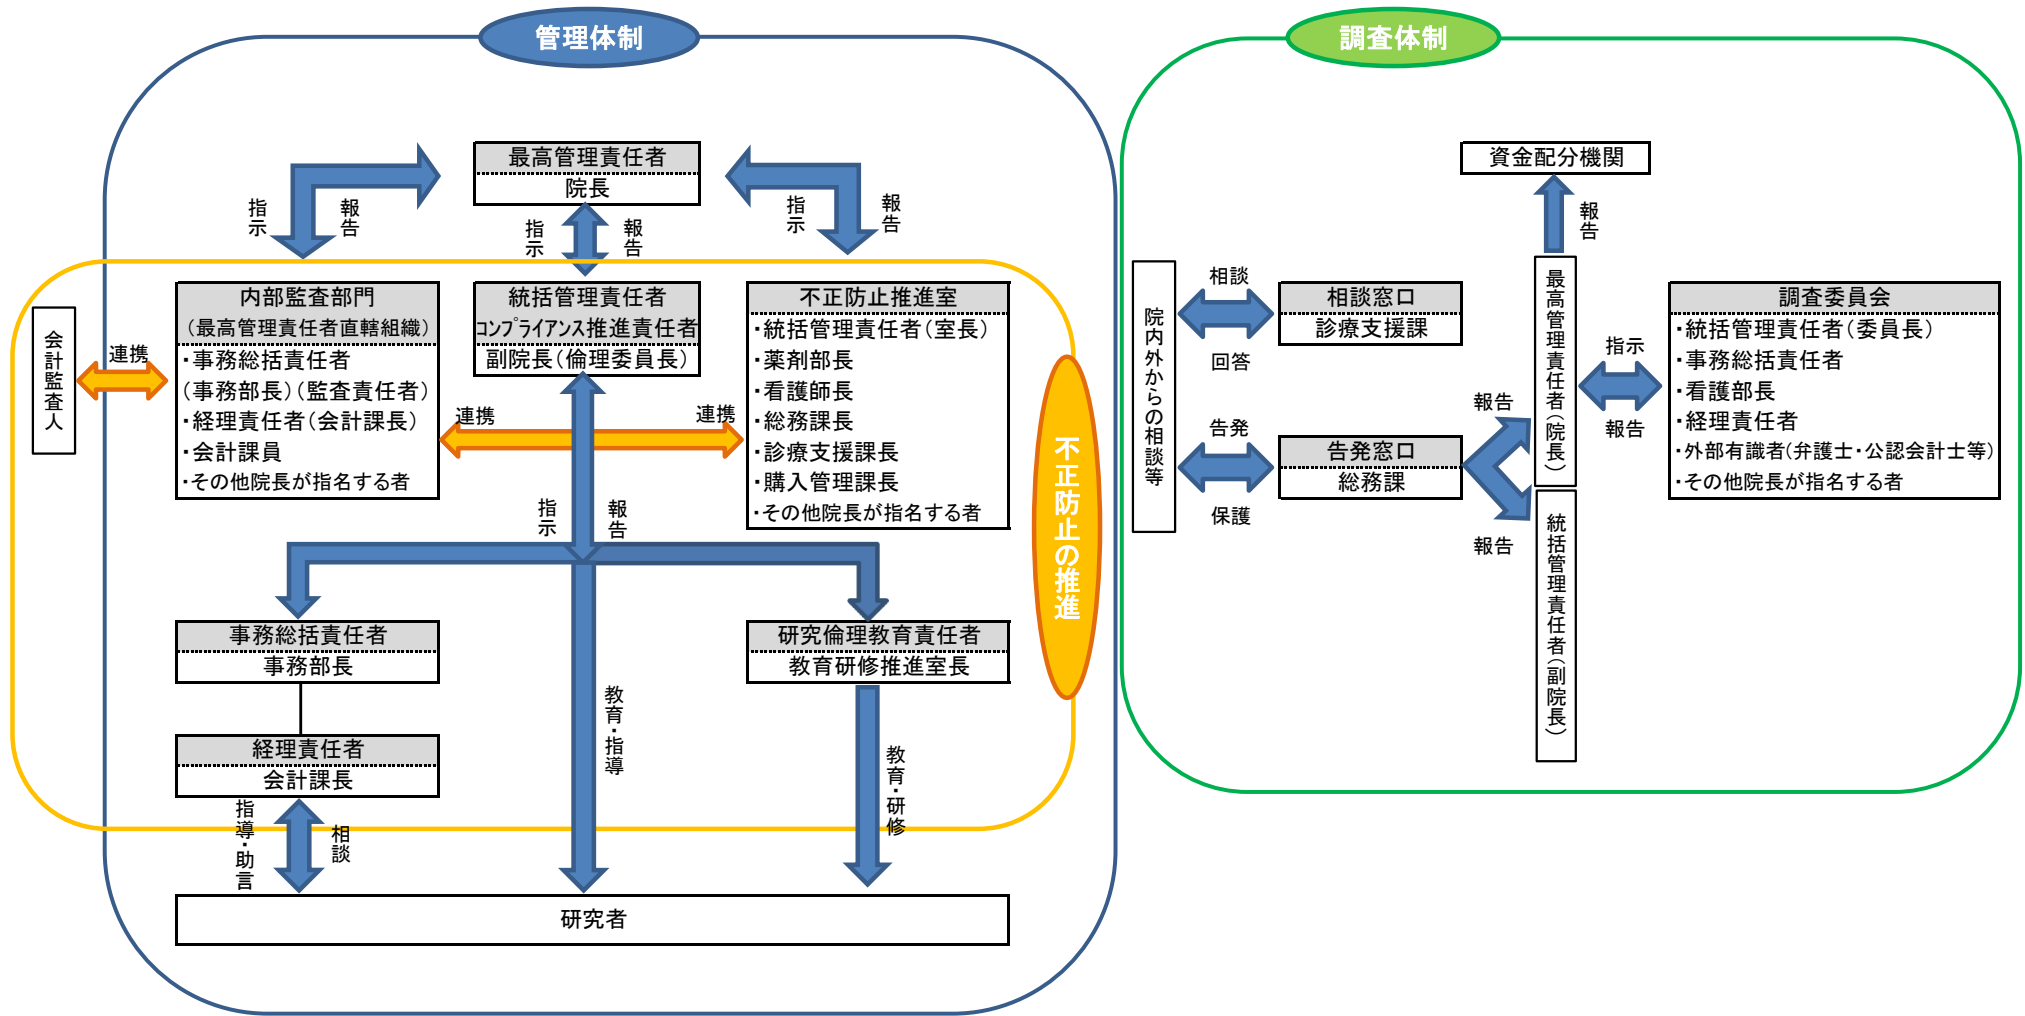 管理体制
最高管理責任者
院長
指示
報告
指示
報告
指示
報告
会計監査人
連携
内部監査部門
（最高管理責任者直轄組織）
・事務総括責任者
（事務部長）（監査責任者）
・経理責任者（会計課長）
・会計課員
・その他院長が指名する者
統括管理責任者
ｺﾝﾌﾟﾗｲｱﾝｽ推進責任者
副院長（倫理委員長）
連携
連携
不正防止推進室
・統括管理責任者（室長）
・薬剤部長
・看護師長
・総務課長
・診療支援課長
・購入管理課長
・その他院長が指名する者
不正防止の推進
指示
報告
事務総括責任者
事務部長
研究倫理教育責任者
教育研修推進室長
経理責任者
会計課長
指導・助言
相談
教育・指導
教育・研修
研究者
調査体制
資金配分機関
報告
院内外からの相談等
相談
回答
相談窓口
診療支援課
告発
保護
告発窓口
総務課
報告
報告
最高管理責任者（院長）
統括管理責任者（副院長）
指示
報告
調査委員会
・統括管理責任者（委員長）
・事務総括責任者
・看護部長
・経理責任者
・外部有識者（弁護士・公認会計士等）
・その他院長が指名する者